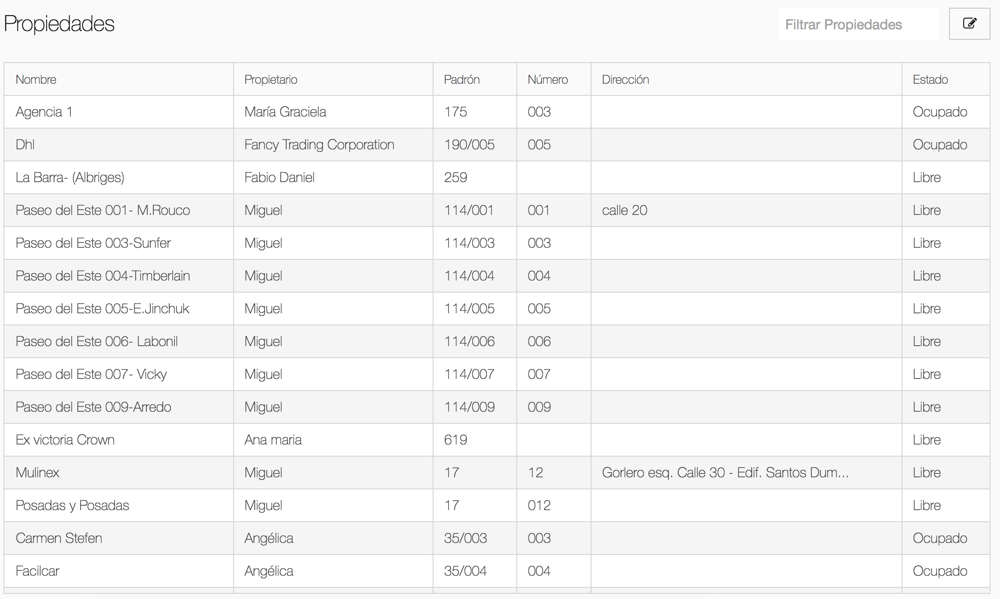 Propiedades
Filtrar Propiedades
Nombre Propietario Padrón Número Dirección Estado
Agencia 1 María Graciela 175 003 Ocupado
Dhl Fancy Trading Corporation 190/005 005 Ocupado
La Barra- (Albriges) Fabio Daniel 259 Libre
Paseo del Este 001- M.Rouco Miguel 114/001 001 calle 20 Libre
Paseo del Este 003-Sunfer Miguel 114/003 003 Libre
Paseo del Este 004-Timberlain Miguel 114/004 004 Libre
Paseo del Este 005-E.Jinchuk Miguel 114/005 005 Libre
Paseo del Este 006- Labonil Miguel 114/006 006 Libre
Paseo del Este 007- Vicky Miguel 114/007 007 Libre
Paseo del Este 009-Arredo Miguel 114/009 009 Libre
Ex victoria Crown Ana maria 619 Libre
Mulinex Miguel 17 12 Gorlero esq. Calle 30 - Edif. Santos Dum... Libre
Posadas y Posadas Miguel 17 012 Libre
Carmen Stefen Angélica 35/003 003 Ocupado
Facilcar Angélica 35/004 004 Ocupado